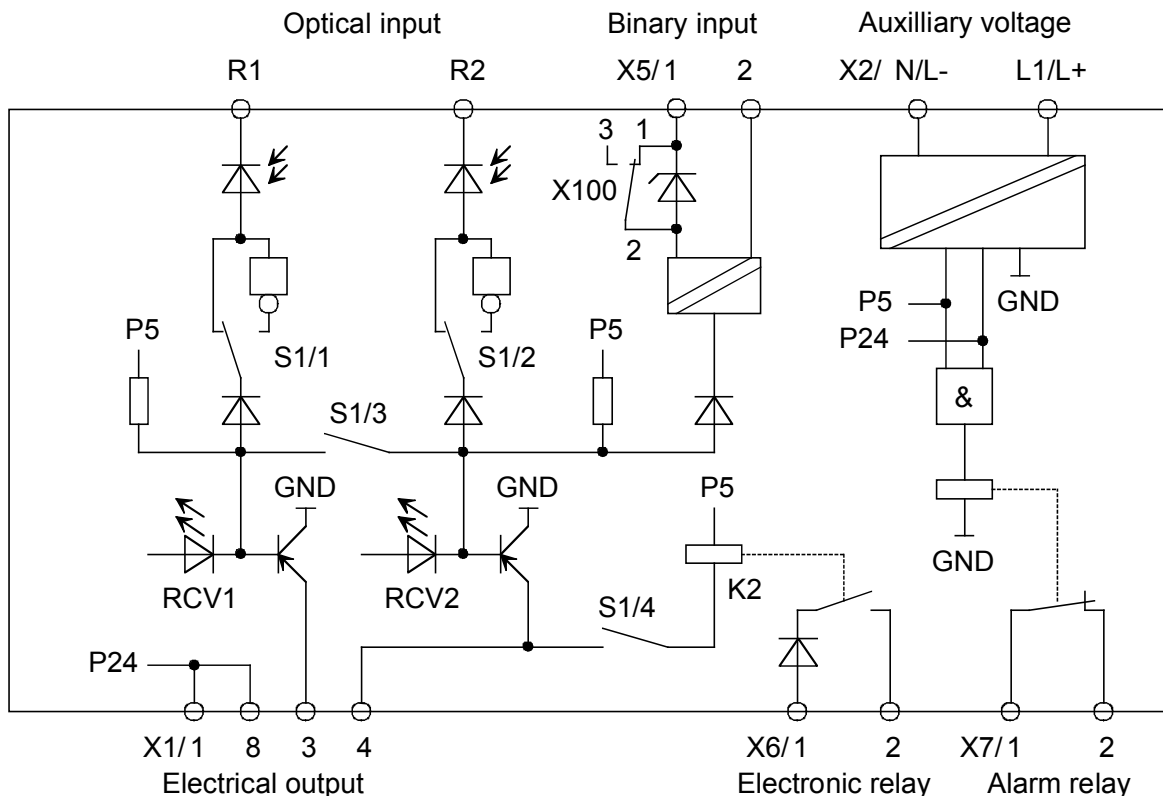 Optical input Binary input Auxilliary voltage
R1 R2 X5/ 1 2 X2/ N/L- L1/L+
3 1
X100
2
P5 GND
P5 S1/1 S1/2 P5 P24
&
S1/3
GND GND P5
GND
RCV1 RCV2 K2
S1/4
P24
X1/ 1 8 3 4 X6/ 1 2 X7/ 1 2
Electrical output Electronic relay Alarm relay